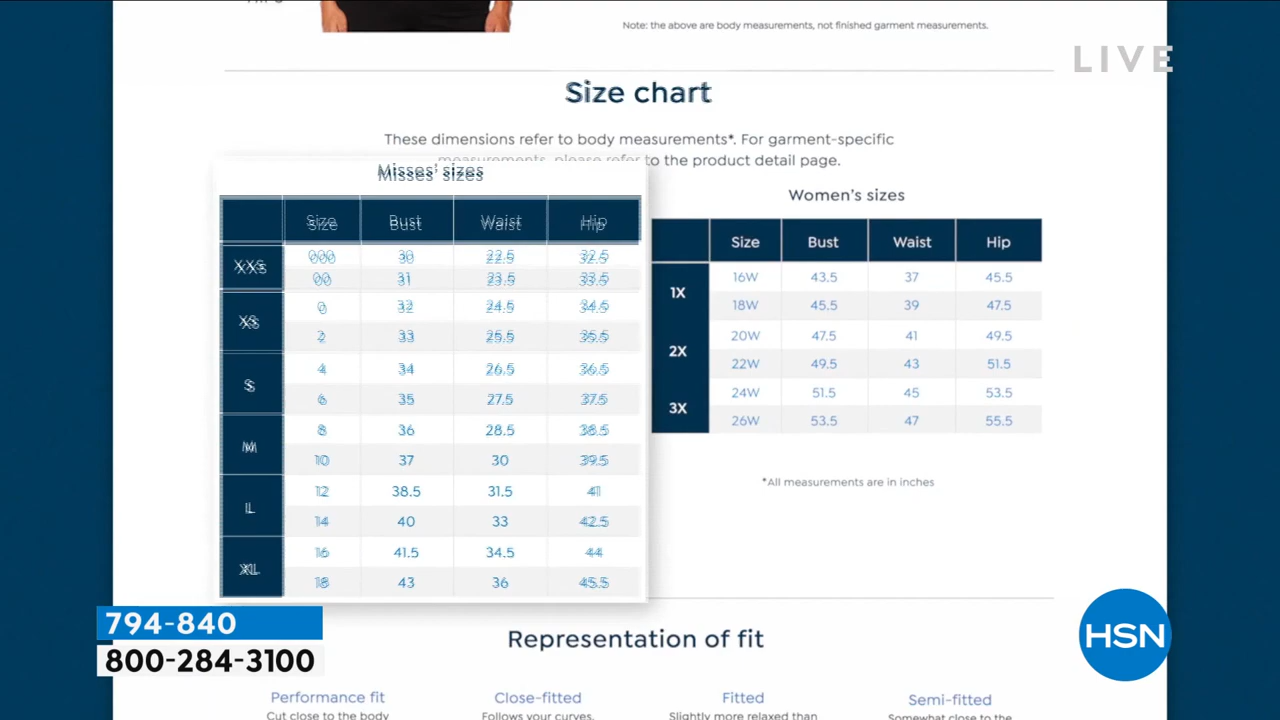 Note: the above are body measurements, not finished garment measurements.
LIVE
Size chart
These dimensions refer to body measurements*. For garment-specific
measurements, please refer to the product detail page.
Misses' sizes
Size Bust Waist Hip
XXS
000 30 22.5 32.5
00 31 23.5 33.5
XS
0 32 24.5 34.5
2 33 25.5 35.5
S
4 34 26.5 36.5
6 35 27.5 37.5
M
8 36 28.5 38.5
10 37 30 39.5
L
12 38.5 31.5 41
14 40 33 42.5
XL
16 41.5 34.5 44
18 43 36 45.5
Women's sizes
Size Bust Waist Hip
1X
16W 43.5 37 45.5
18W 45.5 39 47.5
2X
20W 47.5 41 49.5
22W 49.5 43 51.5
3X
24W 51.5 45 53.5
26W 53.5 47 55.5
*All measurements are in inches
794-840
800-284-3100
HSN
Representation of fit
Performance fit Close-fitted Fitted Semi-fitted
Cut close to the body Follows your curves. Slightly more relaxed than Somewhat close to the